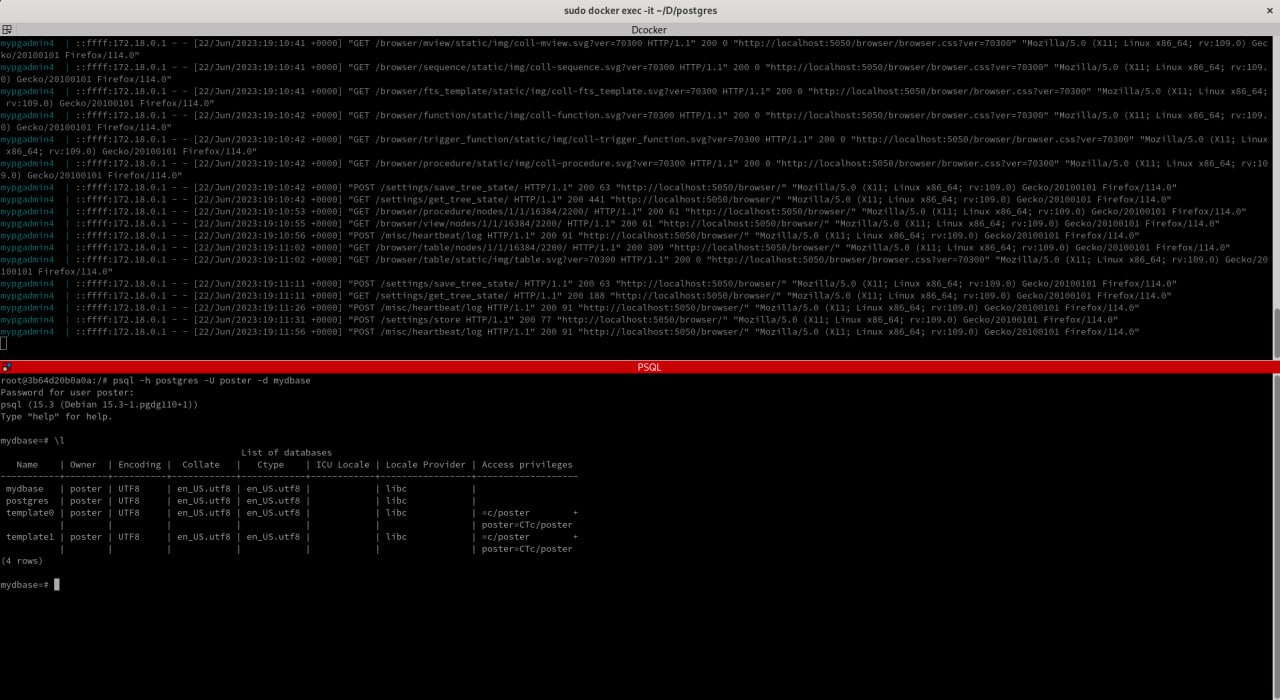 sudo docker exec -it ~/D/postgres
×
Dcocker
mypgadmin4  | ::ffff:172.18.0.1 - - [22/Jun/2023:19:10:41 +0000] "GET /browser/mview/static/img/coll-mview.svg?ver=70300 HTTP/1.1" 200 0 "http://localhost:5050/browser/browser.css?ver=70300" "Mozilla/5.0 (X11; Linux x86_64; rv:109.0) Gec
ko/20100101 Firefox/114.0"
mypgadmin4  | ::ffff:172.18.0.1 - - [22/Jun/2023:19:10:41 +0000] "GET /browser/sequence/static/img/coll-sequence.svg?ver=70300 HTTP/1.1" 200 0 "http://localhost:5050/browser/browser.css?ver=70300" "Mozilla/5.0 (X11; Linux x86_64; rv:109.
0) Gecko/20100101 Firefox/114.0"
mypgadmin4  | ::ffff:172.18.0.1 - - [22/Jun/2023:19:10:41 +0000] "GET /browser/fts_template/static/img/coll-fts_template.svg?ver=70300 HTTP/1.1" 200 0 "http://localhost:5050/browser/browser.css?ver=70300" "Mozilla/5.0 (X11; Linux x86_64;
 rv:109.0) Gecko/20100101 Firefox/114.0"
mypgadmin4  | ::ffff:172.18.0.1 - - [22/Jun/2023:19:10:42 +0000] "GET /browser/function/static/img/coll-function.svg?ver=70300 HTTP/1.1" 200 0 "http://localhost:5050/browser/browser.css?ver=70300" "Mozilla/5.0 (X11; Linux x86_64; rv:109.
0) Gecko/20100101 Firefox/114.0"
mypgadmin4  | ::ffff:172.18.0.1 - - [22/Jun/2023:19:10:42 +0000] "GET /browser/trigger_function/static/img/coll-trigger_function.svg?ver=70300 HTTP/1.1" 200 0 "http://localhost:5050/browser/browser.css?ver=70300" "Mozilla/5.0 (X11; Linux
 x86_64; rv:109.0) Gecko/20100101 Firefox/114.0"
mypgadmin4  | ::ffff:172.18.0.1 - - [22/Jun/2023:19:10:42 +0000] "GET /browser/procedure/static/img/coll-procedure.svg?ver=70300 HTTP/1.1" 200 0 "http://localhost:5050/browser/browser.css?ver=70300" "Mozilla/5.0 (X11; Linux x86_64; rv:10
9.0) Gecko/20100101 Firefox/114.0"
mypgadmin4  | ::ffff:172.18.0.1 - - [22/Jun/2023:19:10:42 +0000] "POST /settings/save_tree_state/ HTTP/1.1" 200 63 "http://localhost:5050/browser/" "Mozilla/5.0 (X11; Linux x86_64; rv:109.0) Gecko/20100101 Firefox/114.0"
mypgadmin4  | ::ffff:172.18.0.1 - - [22/Jun/2023:19:10:42 +0000] "GET /settings/get_tree_state/ HTTP/1.1" 200 441 "http://localhost:5050/browser/" "Mozilla/5.0 (X11; Linux x86_64; rv:109.0) Gecko/20100101 Firefox/114.0"
mypgadmin4  | ::ffff:172.18.0.1 - - [22/Jun/2023:19:10:53 +0000] "GET /browser/procedure/nodes/1/1/16384/2200/ HTTP/1.1" 200 61 "http://localhost:5050/browser/" "Mozilla/5.0 (X11; Linux x86_64; rv:109.0) Gecko/20100101 Firefox/114.0"
mypgadmin4  | ::ffff:172.18.0.1 - - [22/Jun/2023:19:10:55 +0000] "GET /browser/view/nodes/1/1/16384/2200/ HTTP/1.1" 200 61 "http://localhost:5050/browser/" "Mozilla/5.0 (X11; Linux x86_64; rv:109.0) Gecko/20100101 Firefox/114.0"
mypgadmin4  | ::ffff:172.18.0.1 - - [22/Jun/2023:19:10:56 +0000] "POST /misc/heartbeat/log HTTP/1.1" 200 91 "http://localhost:5050/browser/" "Mozilla/5.0 (X11; Linux x86_64; rv:109.0) Gecko/20100101 Firefox/114.0"
mypgadmin4  | ::ffff:172.18.0.1 - - [22/Jun/2023:19:11:02 +0000] "GET /browser/table/nodes/1/1/16384/2200/ HTTP/1.1" 200 309 "http://localhost:5050/browser/" "Mozilla/5.0 (X11; Linux x86_64; rv:109.0) Gecko/20100101 Firefox/114.0"
mypgadmin4  | ::ffff:172.18.0.1 - - [22/Jun/2023:19:11:02 +0000] "GET /browser/table/static/img/table.svg?ver=70300 HTTP/1.1" 200 0 "http://localhost:5050/browser/browser.css?ver=70300" "Mozilla/5.0 (X11; Linux x86_64; rv:109.0) Gecko/20
100101 Firefox/114.0"
mypgadmin4  | ::ffff:172.18.0.1 - - [22/Jun/2023:19:11:11 +0000] "POST /settings/save_tree_state/ HTTP/1.1" 200 63 "http://localhost:5050/browser/" "Mozilla/5.0 (X11; Linux x86_64; rv:109.0) Gecko/20100101 Firefox/114.0"
mypgadmin4  | ::ffff:172.18.0.1 - - [22/Jun/2023:19:11:11 +0000] "GET /settings/get_tree_state/ HTTP/1.1" 200 188 "http://localhost:5050/browser/" "Mozilla/5.0 (X11; Linux x86_64; rv:109.0) Gecko/20100101 Firefox/114.0"
mypgadmin4  | ::ffff:172.18.0.1 - - [22/Jun/2023:19:11:26 +0000] "POST /misc/heartbeat/log HTTP/1.1" 200 91 "http://localhost:5050/browser/" "Mozilla/5.0 (X11; Linux x86_64; rv:109.0) Gecko/20100101 Firefox/114.0"
mypgadmin4  | ::ffff:172.18.0.1 - - [22/Jun/2023:19:11:31 +0000] "POST /settings/store HTTP/1.1" 200 77 "http://localhost:5050/browser/" "Mozilla/5.0 (X11; Linux x86_64; rv:109.0) Gecko/20100101 Firefox/114.0"
mypgadmin4  | ::ffff:172.18.0.1 - - [22/Jun/2023:19:11:56 +0000] "POST /misc/heartbeat/log HTTP/1.1" 200 91 "http://localhost:5050/browser/" "Mozilla/5.0 (X11; Linux x86_64; rv:109.0) Gecko/20100101 Firefox/114.0"
PSQL
root@3b64d20b0a0a:/# psql -h postgres -U poster -d mydbase
Password for user poster:
psql (15.3 (Debian 15.3-1.pgdg110+1))
Type "help" for help.
mydbase=# \l
List of databases
   Name    | Owner  | Encoding |  Collate   |   Ctype    | ICU Locale | Locale Provider | Access privileges
-----------+--------+----------+------------+------------+------------+-----------------+-------------------
 mydbase   | poster | UTF8     | en_US.utf8 | en_US.utf8 |            | libc            |
 postgres  | poster | UTF8     | en_US.utf8 | en_US.utf8 |            | libc            |
 template0 | poster | UTF8     | en_US.utf8 | en_US.utf8 |            | libc            | =c/poster        +
           |        |          |            |            |            |                 | poster=CTc/poster
 template1 | poster | UTF8     | en_US.utf8 | en_US.utf8 |            | libc            | =c/poster        +
           |        |          |            |            |            |                 | poster=CTc/poster
(4 rows)
mydbase=#